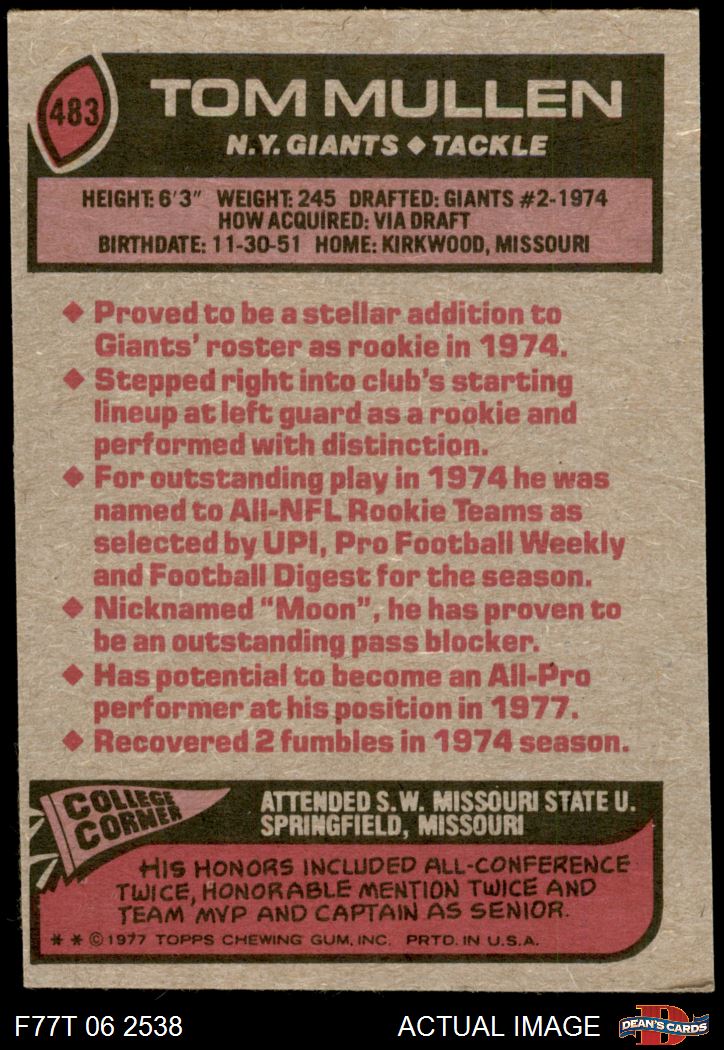 483
TOM MULLEN
N.Y. GIANTS ◆ TACKLE
HEIGHT: 6'3" WEIGHT: 245 DRAFTED: GIANTS #2-1974
HOW ACQUIRED: VIA DRAFT
BIRTHDATE: 11-30-51 HOME: KIRKWOOD, MISSOURI
◆ Proved to be a stellar addition to
Giants' roster as rookie in 1974.
◆ Stepped right into club's starting
lineup at left guard as a rookie and
performed with distinction.
◆ For outstanding play in 1974 he was
named to All-NFL Rookie Teams as
selected by UPI, Pro Football Weekly
and Football Digest for the season.
◆ Nicknamed "Moon", he has proven to
be an outstanding pass blocker.
◆ Has potential to become an All-Pro
performer at his position in 1977.
◆ Recovered 2 fumbles in 1974 season.
COLLEGE
CORNER
ATTENDED S.W. MISSOURI STATE U.
SPRINGFIELD, MISSOURI
HIS HONORS INCLUDED ALL-CONFERENCE
TWICE, HONORABLE MENTION TWICE AND
TEAM MVP AND CAPTAIN AS SENIOR.
* * © 1977 TOPPS CHEWING GUM, INC. PRTD. IN U.S.A.
F77T 06 2538
ACTUAL IMAGE
D
DEAN'S CARDS